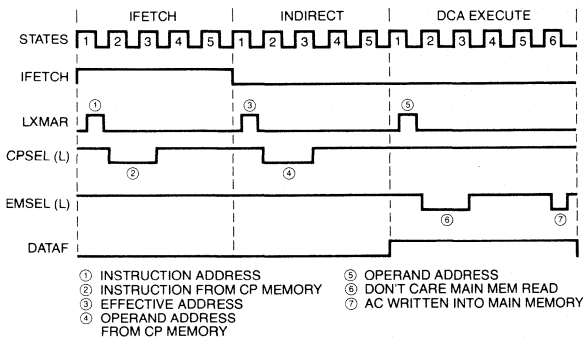 IFETCH INDIRECT DCA EXECUTE
STATES 1 2 3 4 5 1 2 3 4 5 1 2 3 4 5 6
IFETCH
LXMAR ① ③ ⑤
CPSEL (L) ② ④
EMSEL (L) ⑥ ⑦
DATAF
① INSTRUCTION ADDRESS
② INSTRUCTION FROM CP MEMORY
③ EFFECTIVE ADDRESS
④ OPERAND ADDRESS
FROM CP MEMORY
⑤ OPERAND ADDRESS
⑥ DON'T CARE MAIN MEM READ
⑦ AC WRITTEN INTO MAIN MEMORY